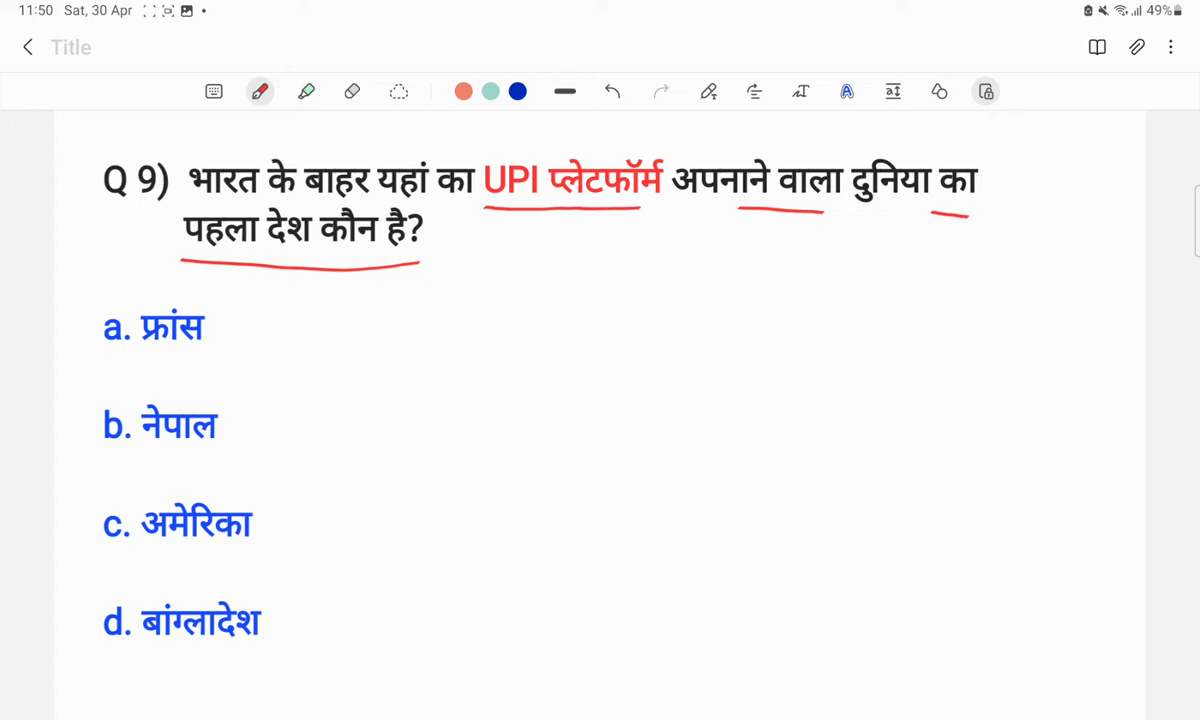 11:50 Sat, 30 Apr 49%
Title
Q 9) भारत के बाहर यहां का UPI प्लेटफॉर्म अपनाने वाला दुनिया का
पहला देश कौन है?
a. फ्रांस
b. नेपाल
c. अमेरिका
d. बांग्लादेश